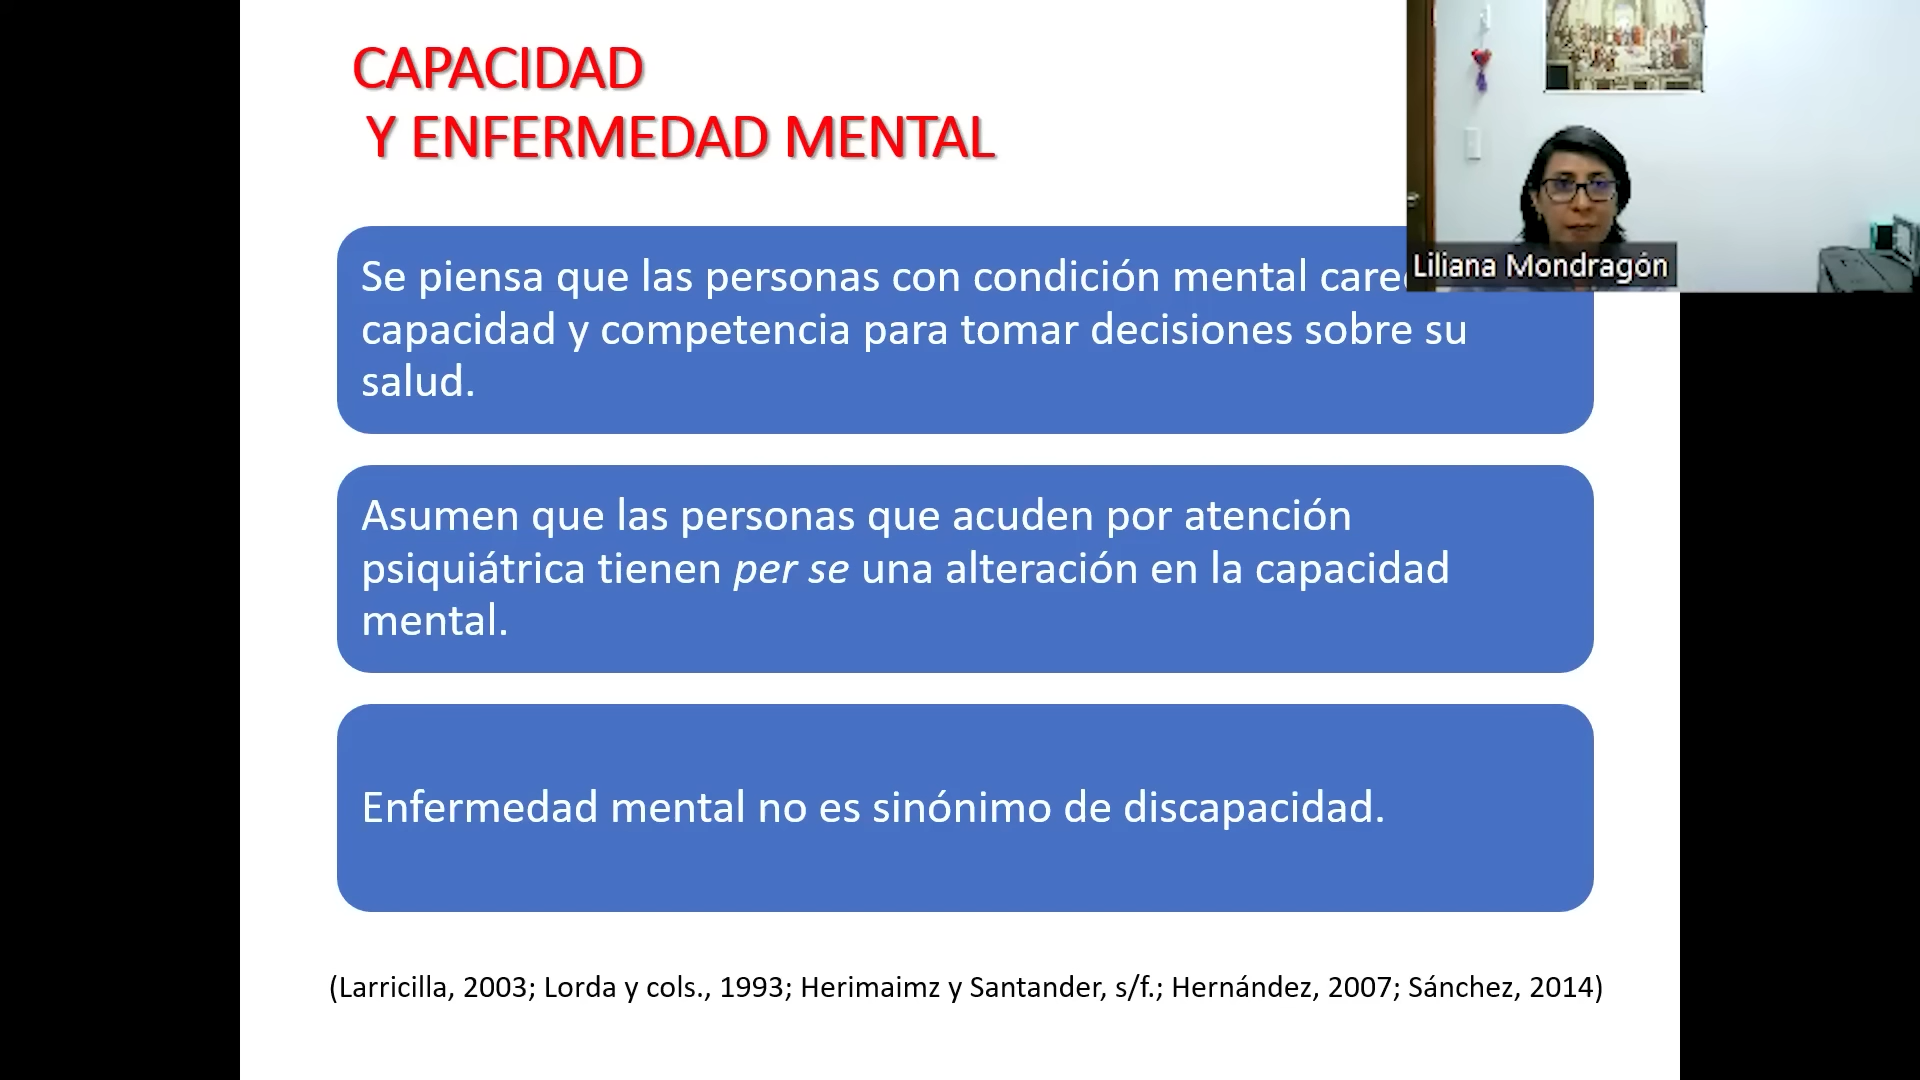 CAPACIDAD
Y ENFERMEDAD MENTAL
Se piensa que las personas con condición mental
capacidad y competencia para tomar decisiones sobre su
salud.
Asumen que las personas que acuden por atención
psiquiátrica tienen per se una alteración en la capacidad
mental.
Enfermedad mental no es sinónimo de discapacidad.
(Larricilla, 2003; Lorda y cols., 1993; Herimaimz y Santander, s/f.; Hernández, 2007; Sánchez, 2014)
Liliana Mondragón